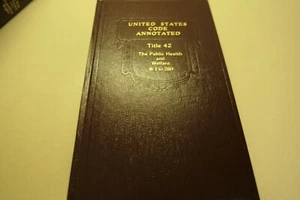 UNITED STATES
CODE
ANNOTATED
Title 42
The Public Health
and
Welfare